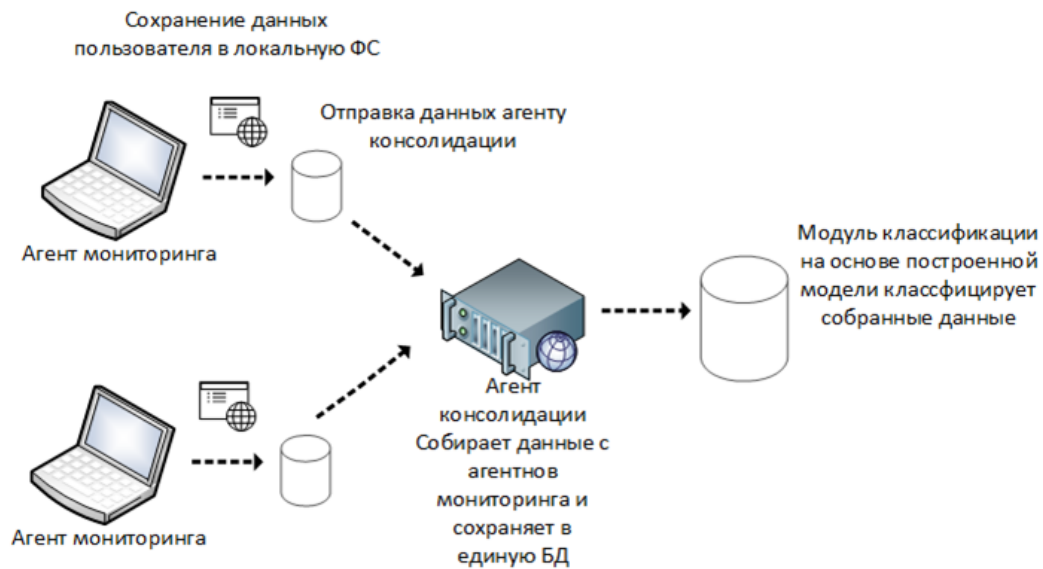 Сохранение данных
пользователя в локальную ФС
Отправка данных агенту
консолидации
Агент мониторинга
Модуль классификации
на основе построенной
модели классфицирует
собранные данные
Агент
консолидации
Собирает данные с
агентнов
мониторинга и
сохраняет в
единую БД
Агент мониторинга